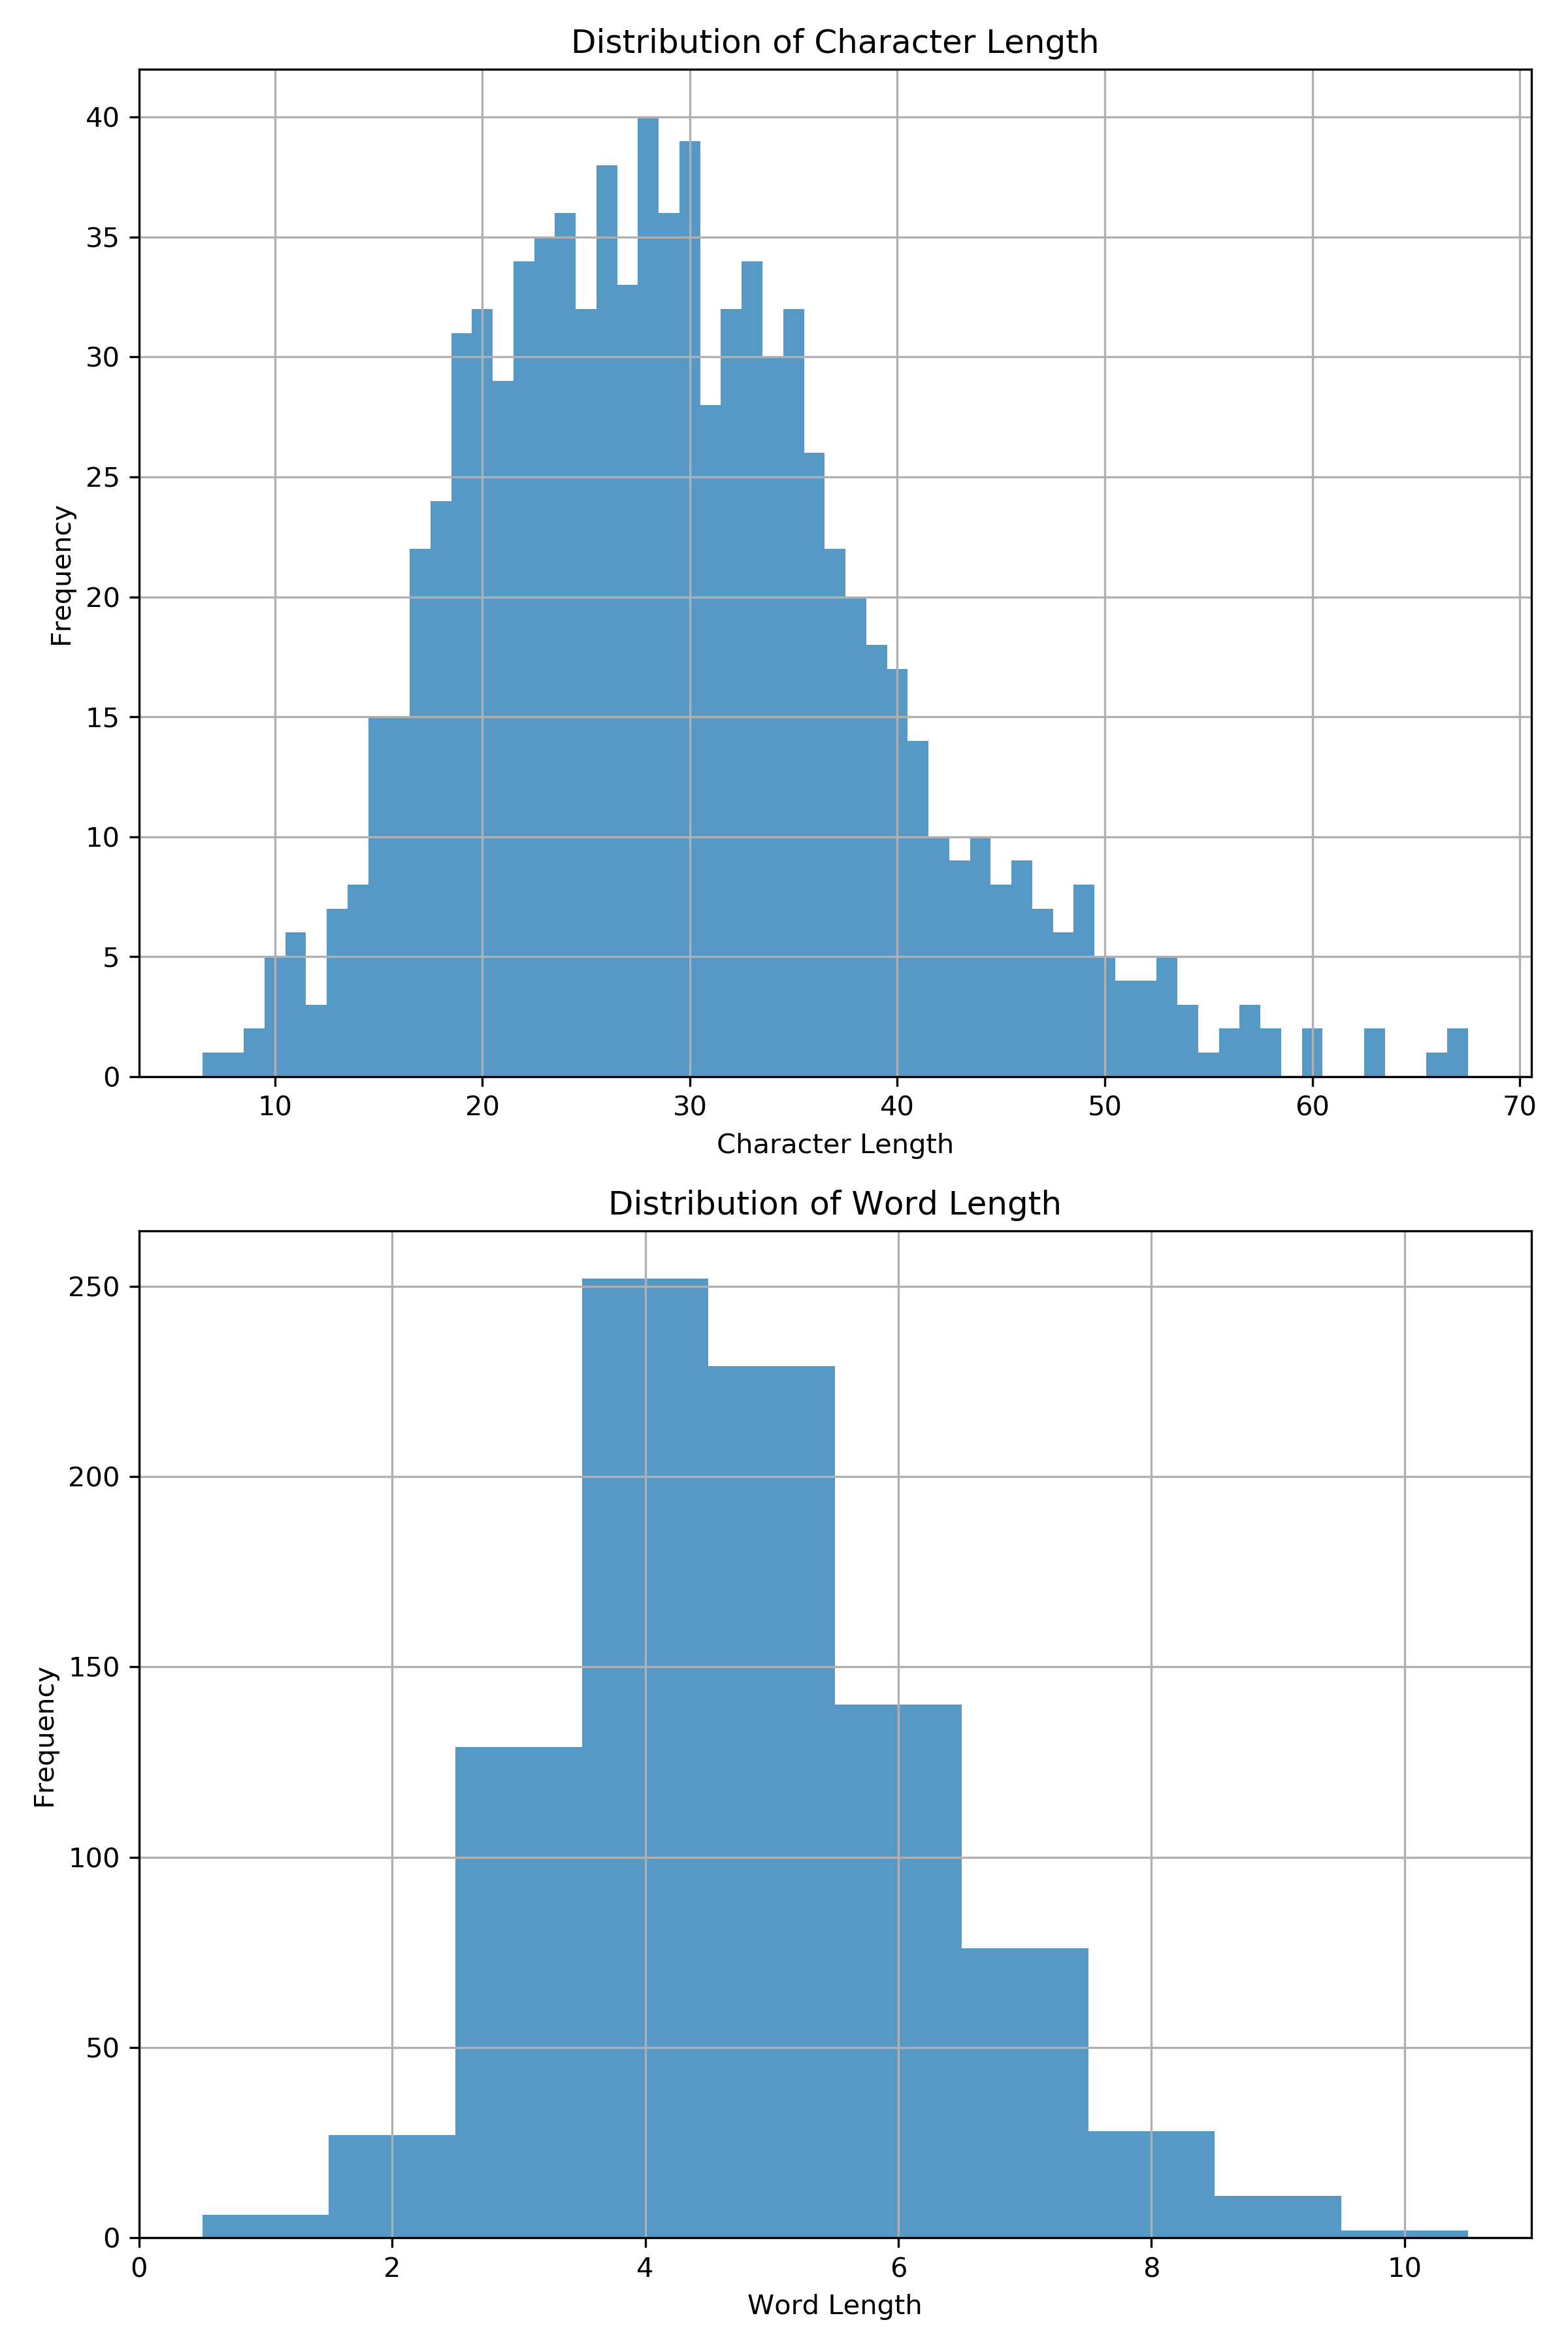 Distribution of Character Length
40
35
30
25
20
15
10
5
0
Frequency
10 20 30 40 50 60 70
Character Length
Distribution of Word Length
250
200
150
100
50
0
Frequency
0 2 4 6 8 10
Word Length